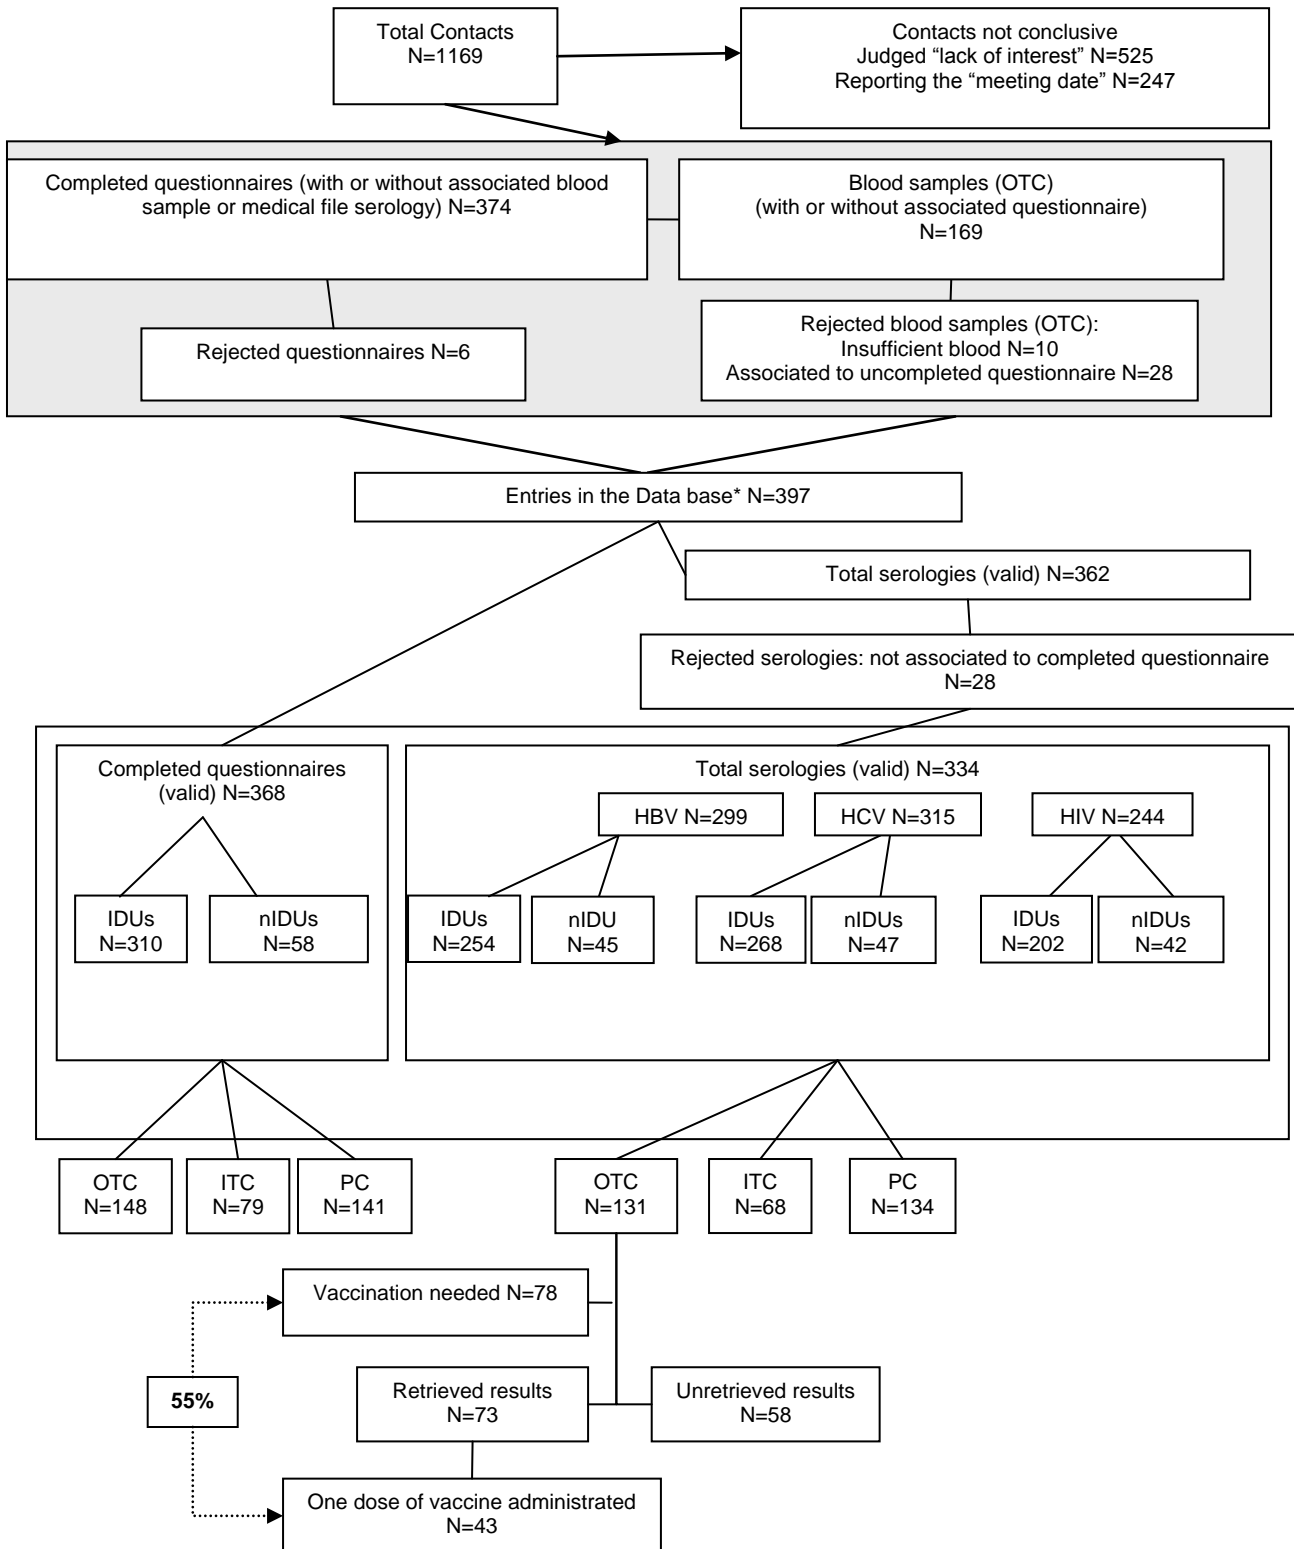 Total Contacts
N=1169
Contacts not conclusive
Judged “lack of interest” N=525
Reporting the “meeting date” N=247
Completed questionnaires (with or without associated blood
sample or medical file serology) N=374
Blood samples (OTC)
(with or without associated questionnaire)
N=169
Rejected questionnaires N=6
Rejected blood samples (OTC):
Insufficient blood N=10
Associated to uncompleted questionnaire N=28
Entries in the Data base* N=397
Total serologies (valid) N=362
Rejected serologies: not associated to completed questionnaire
N=28
Completed questionnaires
(valid) N=368
IDUs
N=310
nIDUs
N=58
Total serologies (valid) N=334
HBV N=299
HCV N=315
HIV N=244
IDUs
N=254
nIDU
N=45
IDUs
N=268
nIDUs
N=47
IDUs
N=202
nIDUs
N=42
OTC
N=148
ITC
N=79
PC
N=141
OTC
N=131
ITC
N=68
PC
N=134
Vaccination needed N=78
55%
Retrieved results
N=73
Unretrieved results
N=58
One dose of vaccine administrated
N=43